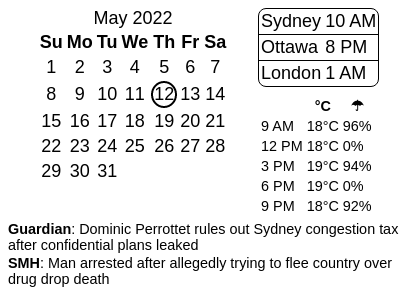 May 2022
Su Mo Tu We Th Fr Sa
1 2 3 4 5 6 7
8 9 10 11 12 13 14
15 16 17 18 19 20 21
22 23 24 25 26 27 28
29 30 31
Sydney 10 AM
Ottawa 8 PM
London 1 AM
°C ☂
9 AM 18°C 96%
12 PM 18°C 0%
3 PM 19°C 94%
6 PM 19°C 0%
9 PM 18°C 92%
Guardian: Dominic Perrottet rules out Sydney congestion tax
after confidential plans leaked
SMH: Man arrested after allegedly trying to flee country over
drug drop death